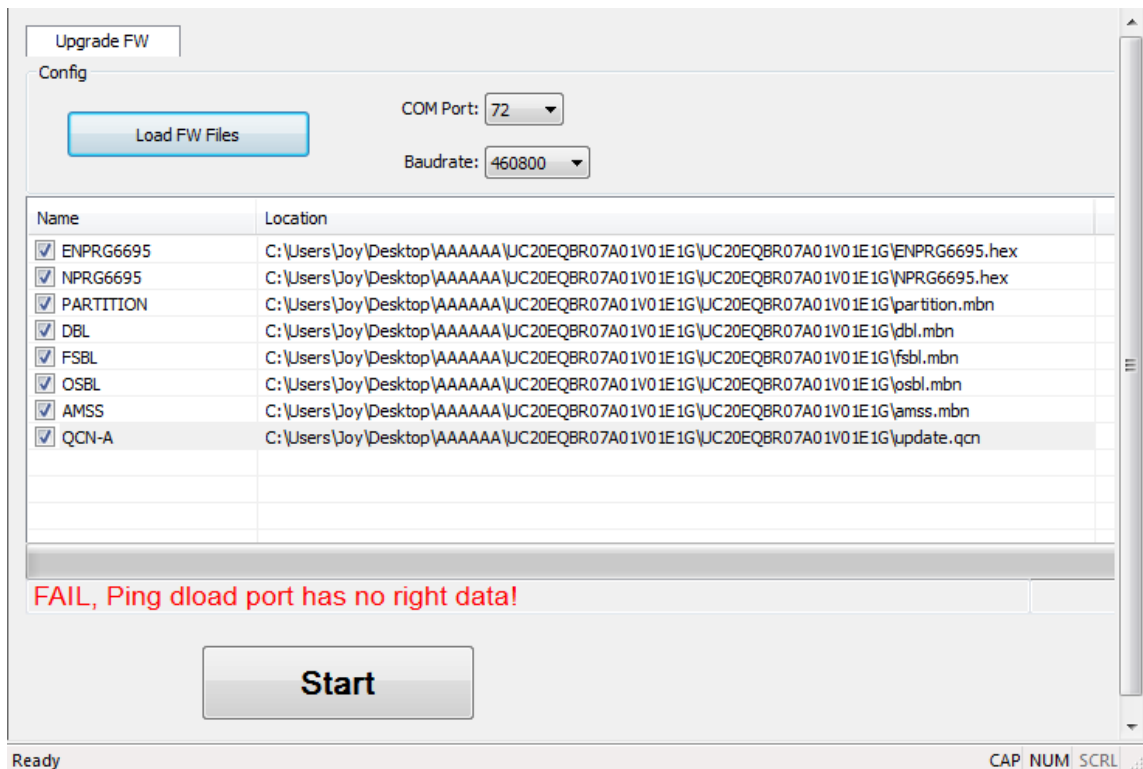 Upgrade FW
Config
Load FW Files
COM Port: 72
Baudrate: 460800
Name Location
ENPRG6695 C:\Users\Joy\Desktop\AAAAAA\UC20EQBR07A01V01E1G\UC20EQBR07A01V01E1G\ENPRG6695.hex
NPRG6695 C:\Users\Joy\Desktop\AAAAAA\UC20EQBR07A01V01E1G\UC20EQBR07A01V01E1G\NPRG6695.hex
PARTITION C:\Users\Joy\Desktop\AAAAAA\UC20EQBR07A01V01E1G\UC20EQBR07A01V01E1G\partition.mbn
DBL C:\Users\Joy\Desktop\AAAAAA\UC20EQBR07A01V01E1G\UC20EQBR07A01V01E1G\dbl.mbn
FSBL C:\Users\Joy\Desktop\AAAAAA\UC20EQBR07A01V01E1G\UC20EQBR07A01V01E1G\fsbl.mbn
OSBL C:\Users\Joy\Desktop\AAAAAA\UC20EQBR07A01V01E1G\UC20EQBR07A01V01E1G\osbl.mbn
AMSS C:\Users\Joy\Desktop\AAAAAA\UC20EQBR07A01V01E1G\UC20EQBR07A01V01E1G\amss.mbn
QCN-A C:\Users\Joy\Desktop\AAAAAA\UC20EQBR07A01V01E1G\UC20EQBR07A01V01E1G\update.qcn
FAIL, Ping dload port has no right data!
Start
Ready CAP NUM SCRL